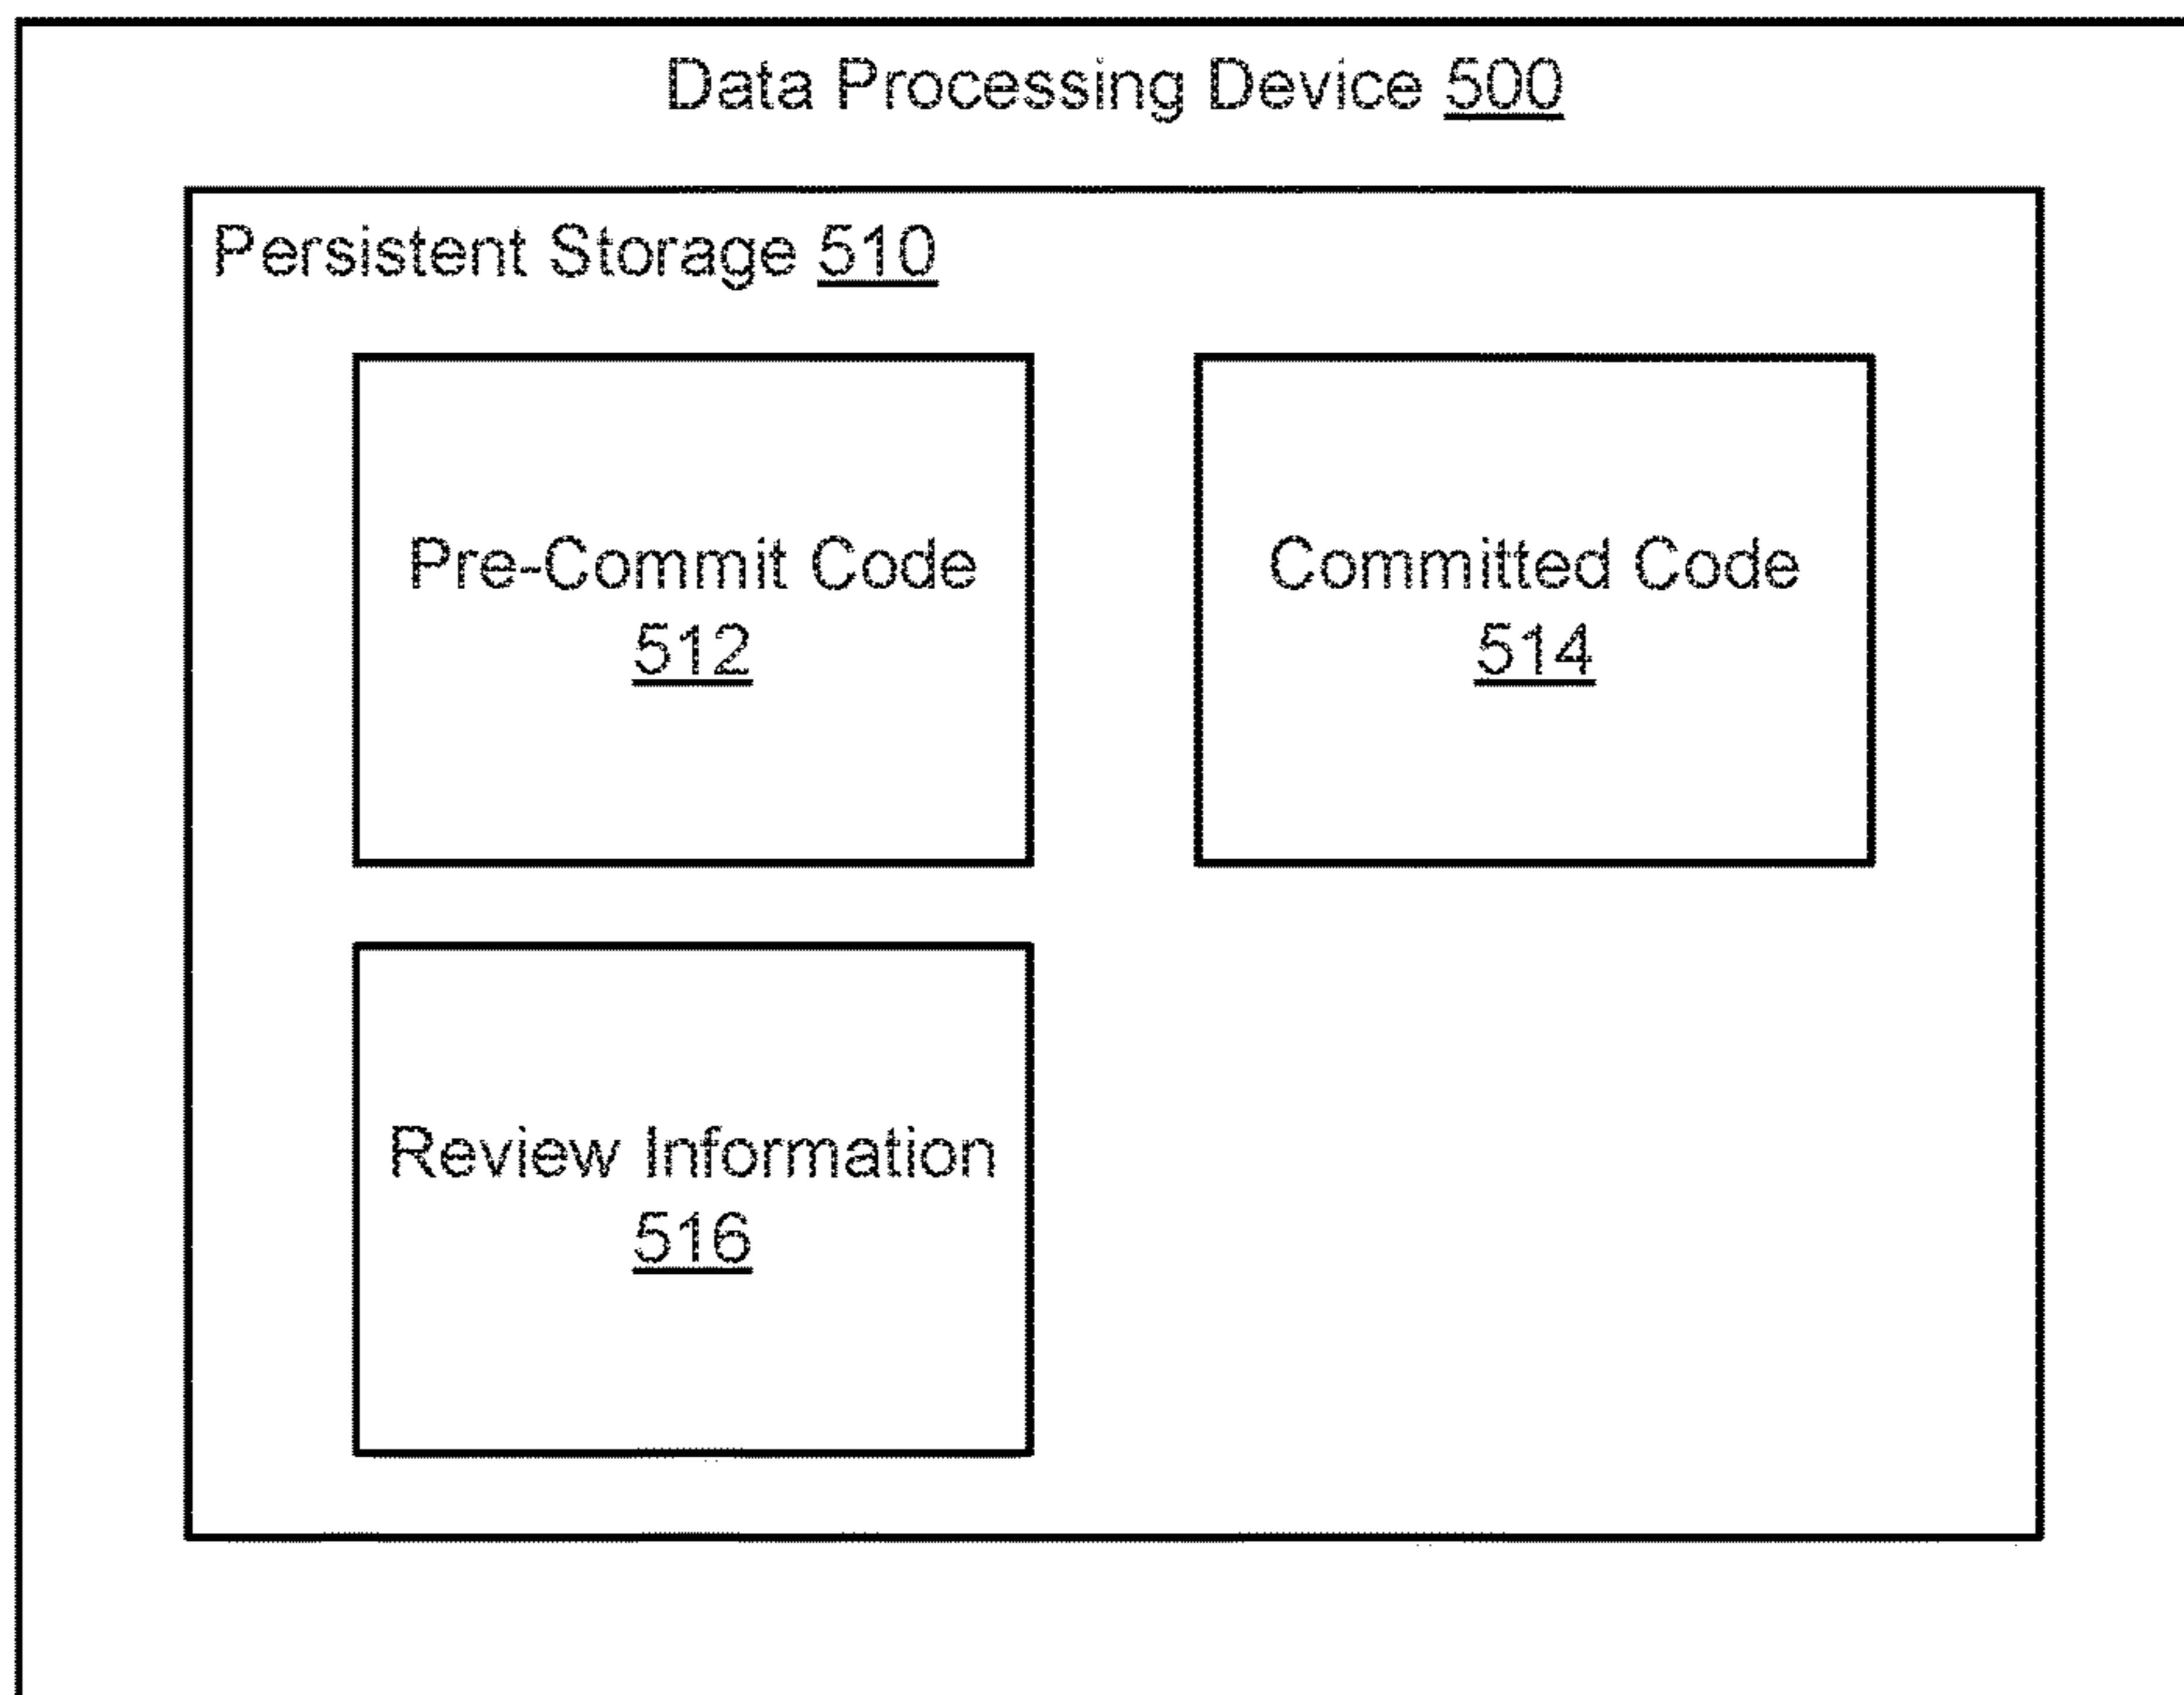 Data Processing Device 500
Persistent Storage 510
Pre-Commit Code
512
Committed Code
514
Review Information
516